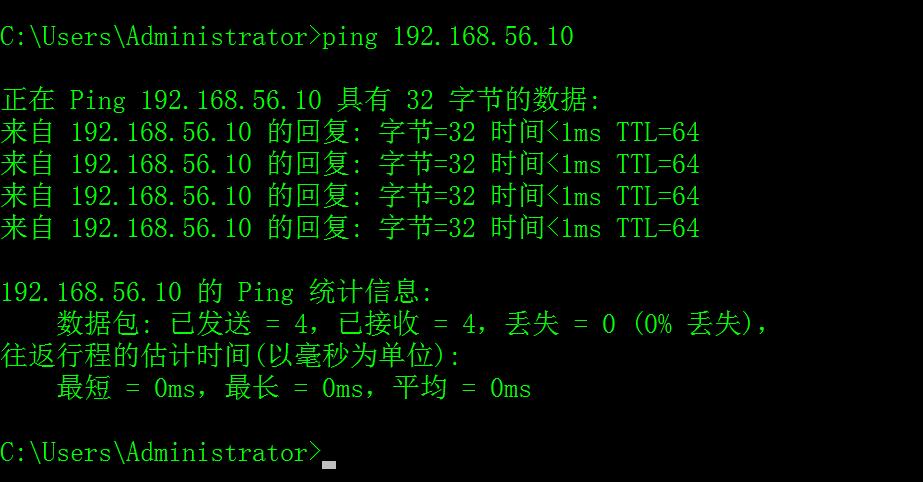 C:\Users\Administrator>ping 192.168.56.10
正在 Ping 192.168.56.10 具有 32 字节的数据:
来自 192.168.56.10 的回复: 字节=32 时间<1ms TTL=64
来自 192.168.56.10 的回复: 字节=32 时间<1ms TTL=64
来自 192.168.56.10 的回复: 字节=32 时间<1ms TTL=64
来自 192.168.56.10 的回复: 字节=32 时间<1ms TTL=64
192.168.56.10 的 Ping 统计信息:
数据包: 已发送 = 4，已接收 = 4，丢失 = 0 (0% 丢失)，
往返行程的估计时间(以毫秒为单位):
最短 = 0ms，最长 = 0ms，平均 = 0ms
C:\Users\Administrator>